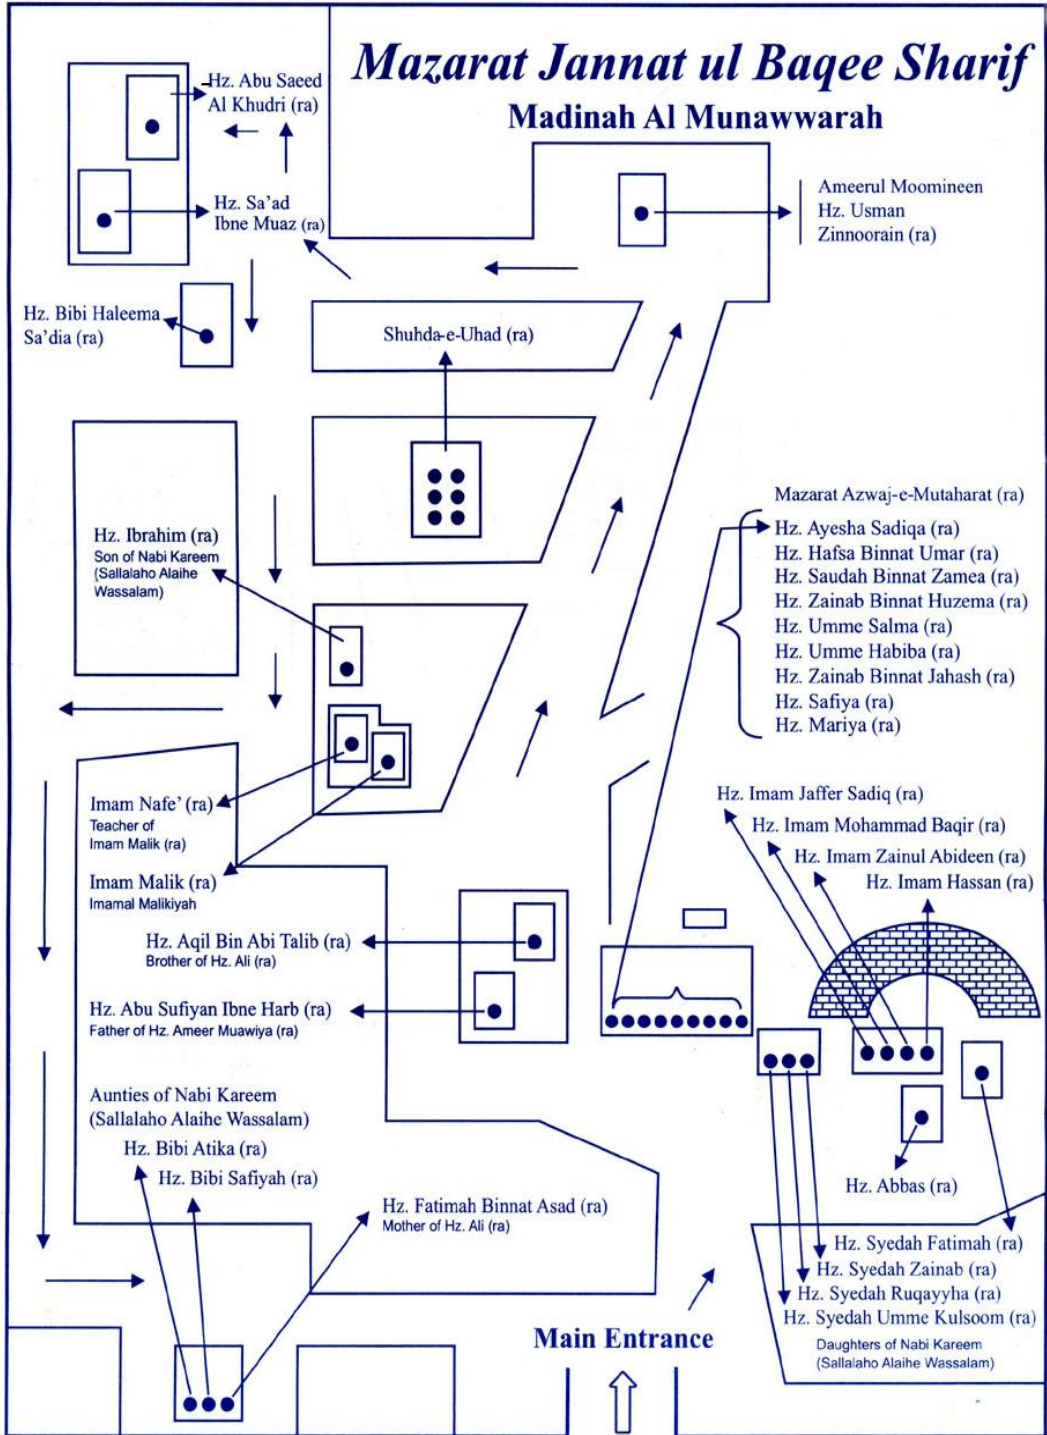 Mazarat Jannat ul Baqee Sharif
Madinah Al Munawwarah
Hz. Abu Saeed
Al Khudri (ra)
Hz. Sa'ad
Ibne Muaz (ra)
Ameerul Moomineen
Hz. Usman
Zinnoorain (ra)
Hz. Bibi Haleema
Sa'dia (ra)
Shuhda-e-Uhad (ra)
Mazarat Azwaj-e-Mutaharat (ra)
Hz. Ayesha Sadiqa (ra)
Hz. Hafsa Binnat Umar (ra)
Hz. Saudah Binnat Zamea (ra)
Hz. Zainab Binnat Huzema (ra)
Hz. Umme Salma (ra)
Hz. Umme Habiba (ra)
Hz. Zainab Binnat Jahash (ra)
Hz. Safiya (ra)
Hz. Mariya (ra)
Hz. Ibrahim (ra)
Son of Nabi Kareem
(Sallalaho Alaihe
Wassalam)
Imam Nafe' (ra)
Teacher of
Imam Malik (ra)
Imam Malik (ra)
Imamal Malikiyah
Hz. Imam Jaffer Sadiq (ra)
Hz. Imam Mohammad Baqir (ra)
Hz. Imam Zainul Abideen (ra)
Hz. Imam Hassan (ra)
Hz. Aqil Bin Abi Talib (ra)
Brother of Hz. Ali (ra)
Hz. Abu Sufiyan Ibne Harb (ra)
Father of Hz. Ameer Muawiya (ra)
Aunties of Nabi Kareem
(Sallalaho Alaihe Wassalam)
Hz. Bibi Atika (ra)
Hz. Bibi Safiyah (ra)
Hz. Fatimah Binnat Asad (ra)
Mother of Hz. Ali (ra)
Hz. Abbas (ra)
Hz. Syedah Fatimah (ra)
Hz. Syedah Zainab (ra)
Hz. Syedah Ruqayyha (ra)
Hz. Syedah Umme Kulsoom (ra)
Daughters of Nabi Kareem
(Sallalaho Alaihe Wassalam)
Main Entrance